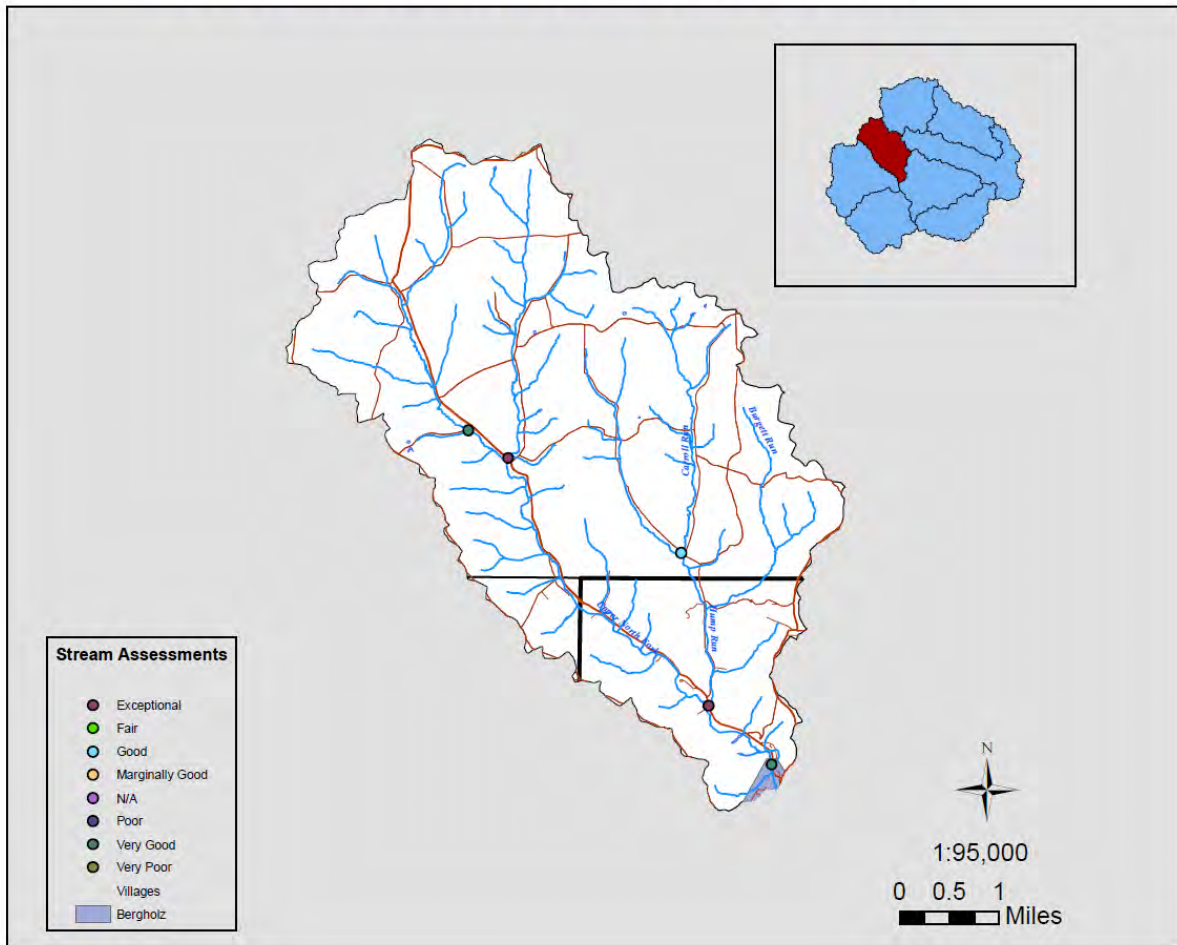 Burgett Run
Hump Run
Stream Assessments
Exceptional
Fair
Good
Marginally Good
N/A
Poor
Very Good
Very Poor
Villages
Bergholz
N
1:95,000
0 0.5 1
Miles